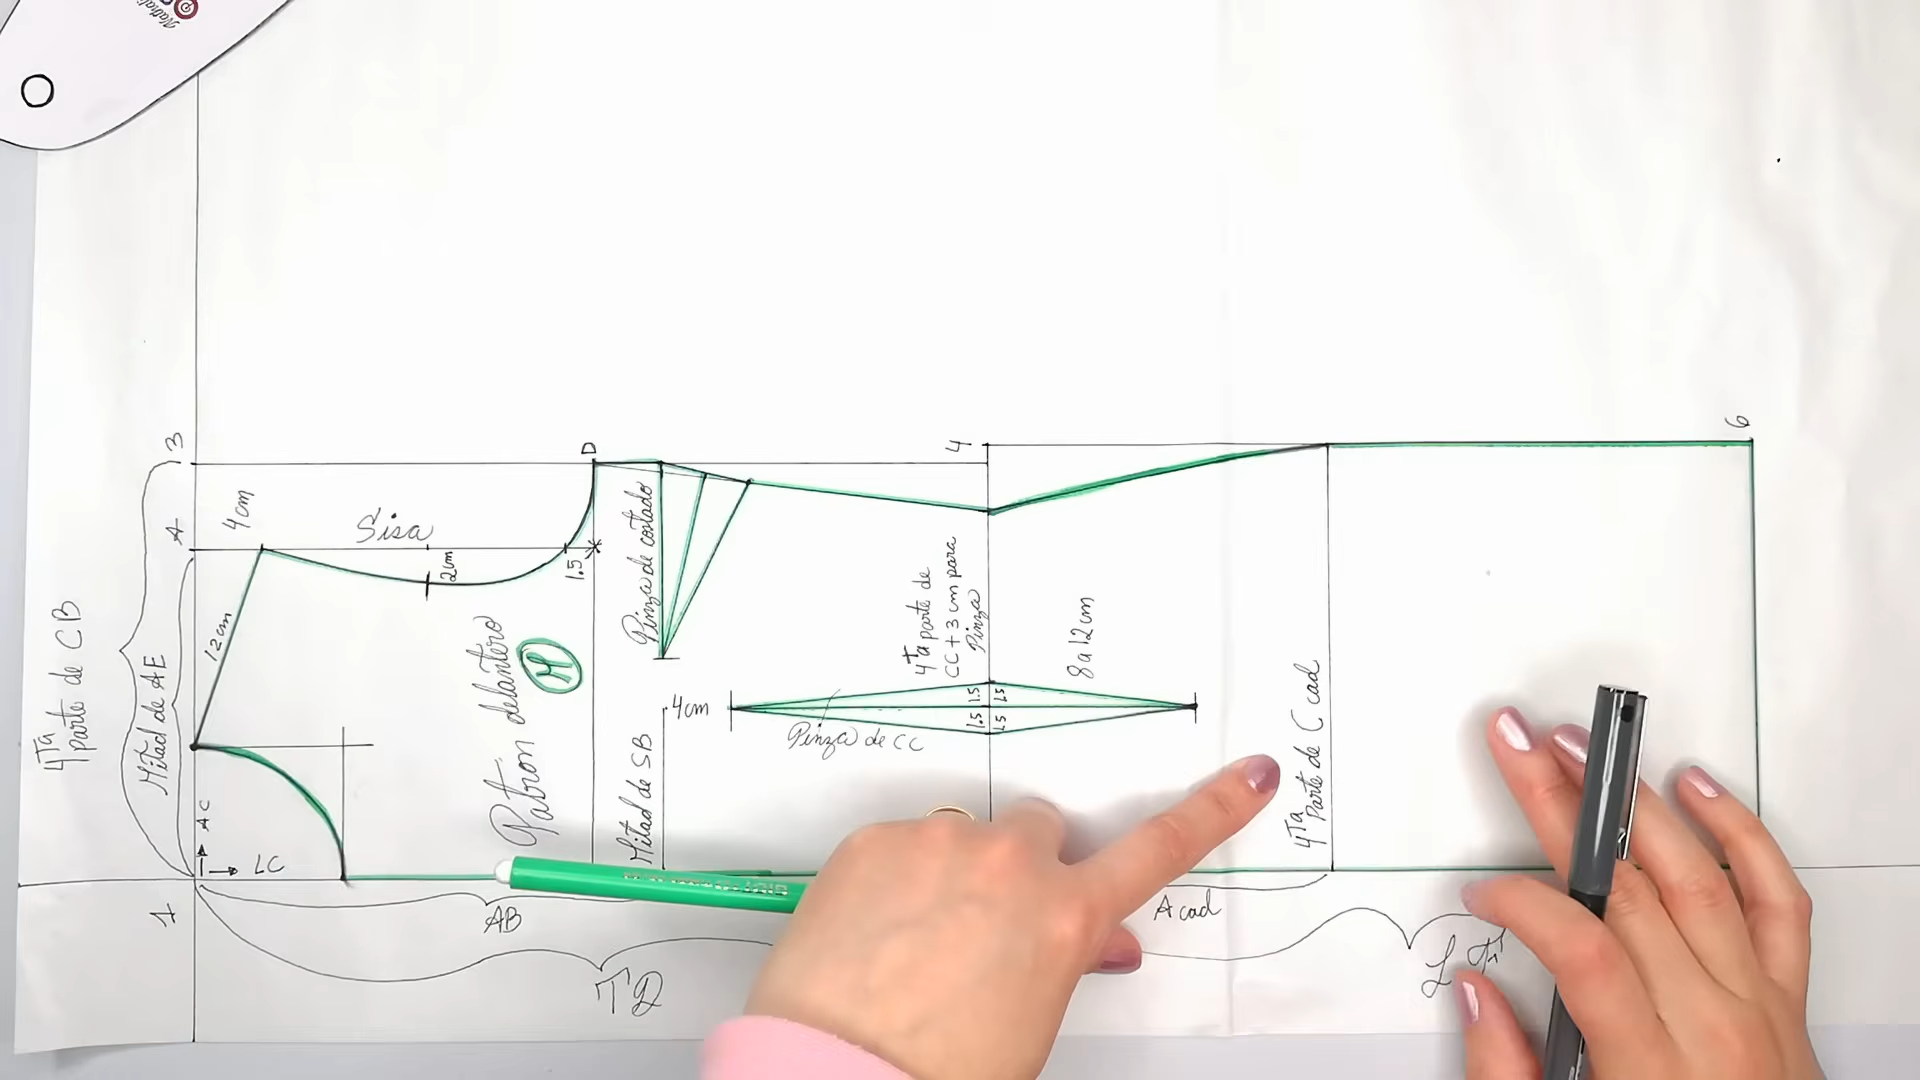 4Ta
parte de CB
Mitad de AE
3
A
4cm
12cm
AC
LC
1
Sisa
2cm
D
1.5
Patron delantero
M
Pinza de costado
Mitad de SB
4cm
Pinza de CC
4Ta parte de
CC + 3 cm para
Pinza
1.5 1.5
1.5 1.5
4
8 a 12 cm
4Ta
Parte de C cad
6
AB
TD
A cad